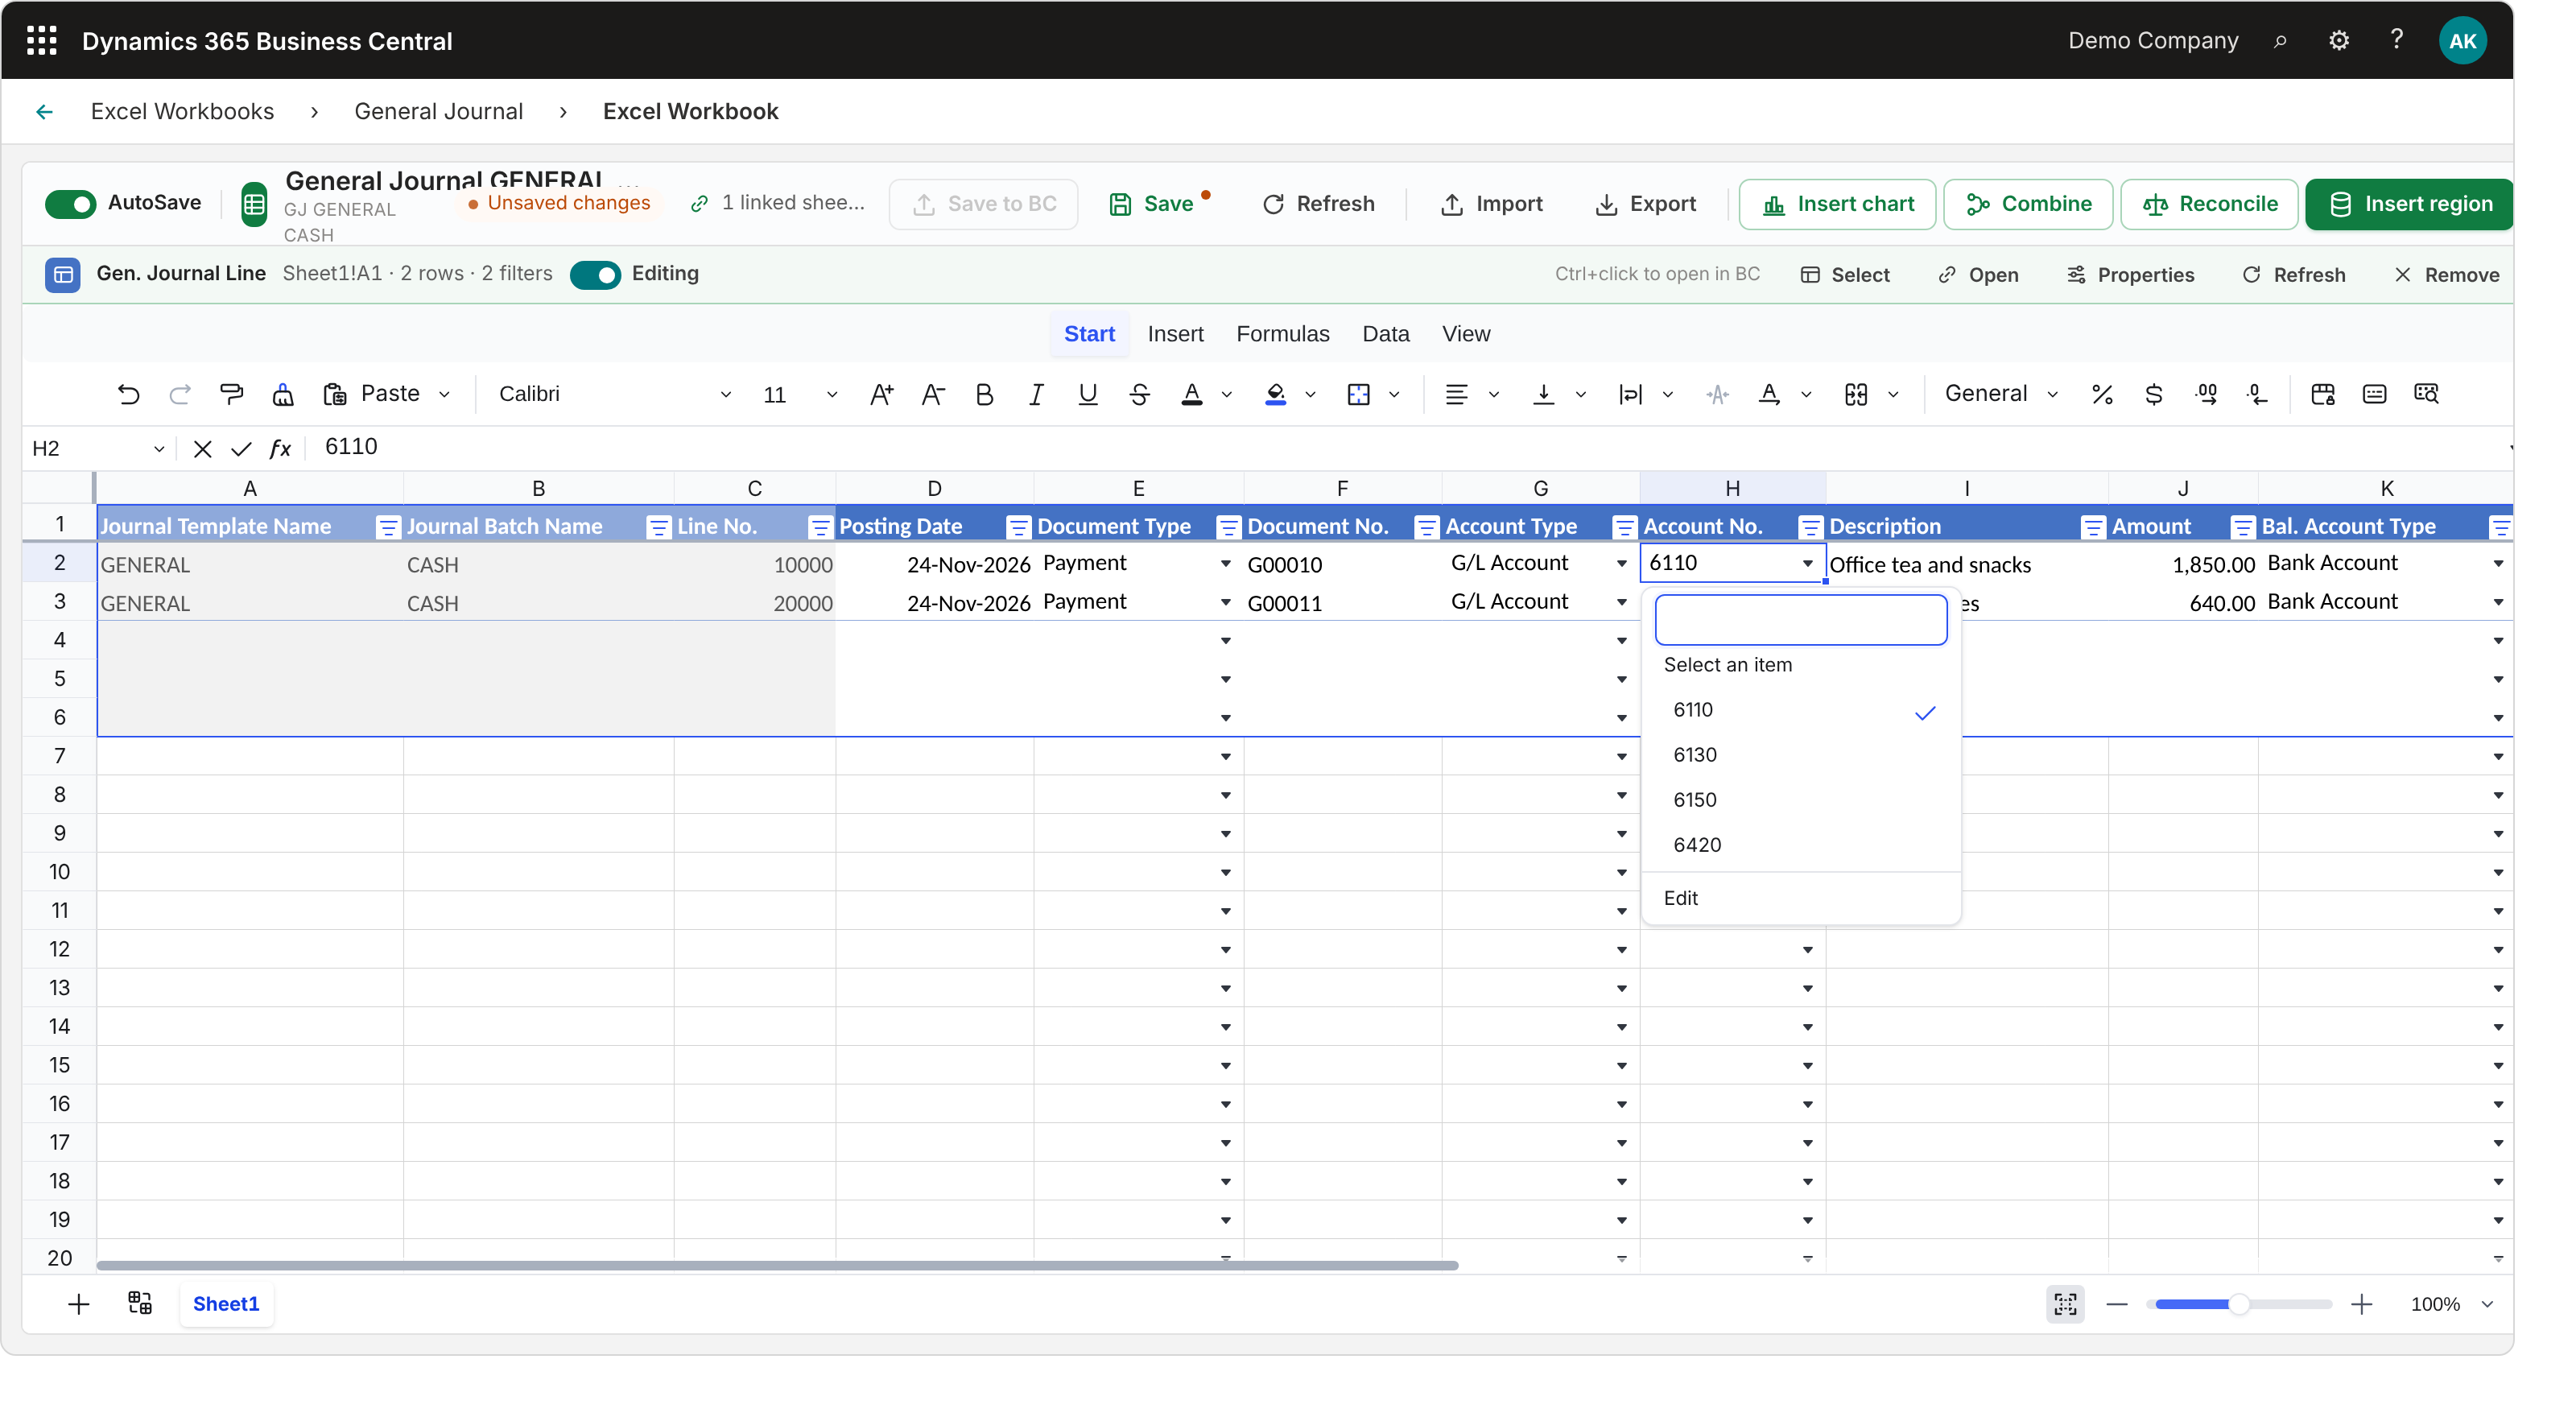 Dynamics 365 Business Central
Demo Company
?
AK
Excel Workbooks › General Journal › Excel Workbook
AutoSave
General Journal GENERAL ...
GJ GENERAL
CASH
Unsaved changes
1 linked shee...
Save to BC
Save
Refresh
Import
Export
Insert chart
Combine
Reconcile
Insert region
Gen. Journal Line Sheet1!A1 · 2 rows · 2 filters Editing
Ctrl+click to open in BC
Select
Open
Properties
Refresh
Remove
Start Insert Formulas Data View
Paste Calibri 11 General
H2 fx 6110
A B C D E F G H I J K
1 Journal Template Name Journal Batch Name Line No. Posting Date Document Type Document No. Account Type Account No. Description Amount Bal. Account Type
2 GENERAL CASH 10000 24-Nov-2026 Payment G00010 G/L Account 6110 Office tea and snacks 1,850.00 Bank Account
3 GENERAL CASH 20000 24-Nov-2026 Payment G00011 G/L Account es 640.00 Bank Account
4
5
6
7
8
9
10
11
12
13
14
15
16
17
18
19
20
Select an item
6110
6130
6150
6420
Edit
Sheet1
100%